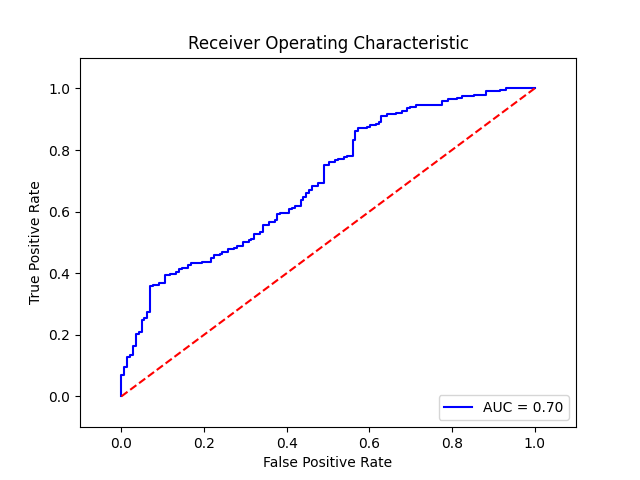 Receiver Operating Characteristic
True Positive Rate
1.0
0.8
0.6
0.4
0.2
0.0
AUC = 0.70
0.0 0.2 0.4 0.6 0.8 1.0
False Positive Rate